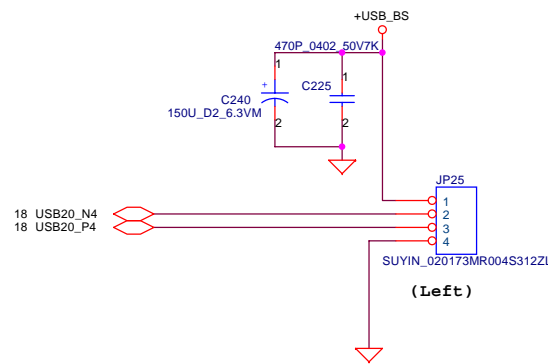 +USB_BS
470P_0402_50V7K
1
1
+
C240
C225
150U_D2_6.3VM
2
2
JP25
1
18 USB20_N4
2
18 USB20_P4
3
4
SUYIN_020173MR004S312ZL
(Left)